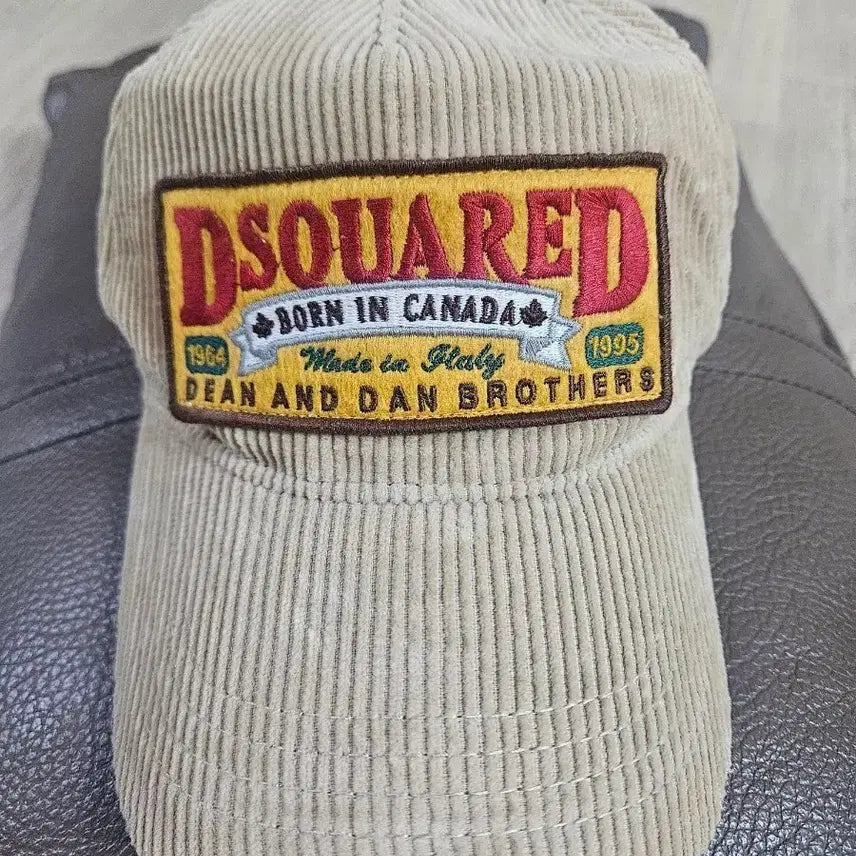 DSQUARED
BORN IN CANADA
1964 Made in Italy 1995
DEAN AND DAN BROTHERS